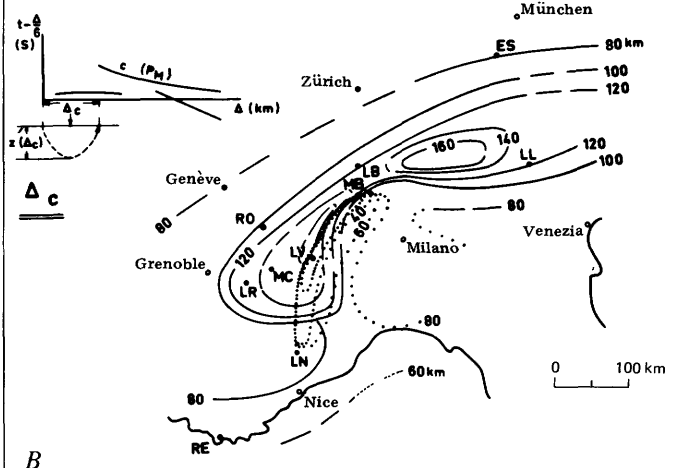 t-Δ/6
(S)
c (P_M)
Δ_c
Δ (km)
z(Δ_c)
Δ_c
München
ES
80 km
100
120
Zürich
160
140
LB
LL
120
MB
100
Genève
40
60
80
80
RO
120
LV
Milano
Venezia
Grenoble
MC
LR
80
LN
0 100 km
60 km
80
Nice
RE
B